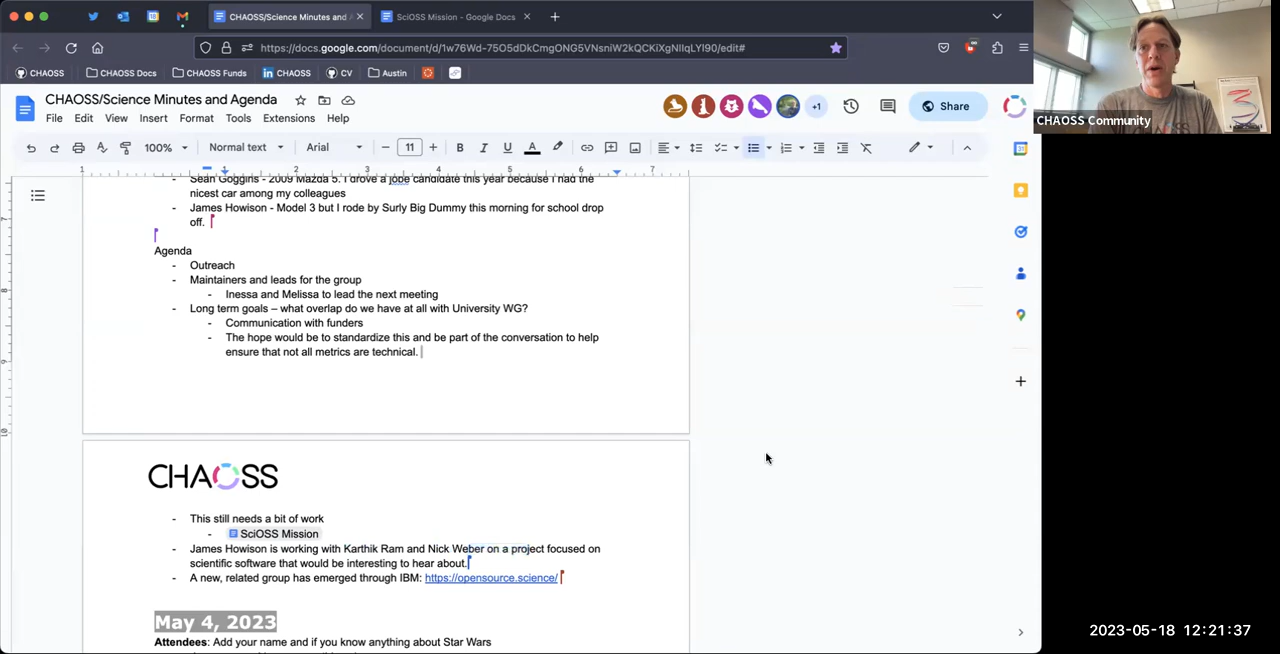 CHAOSS/Science Minutes and A
SciOSS Mission - Google Docs
https://docs.google.com/document/d/1w76Wd-75O5dDkCmgONG5VNsniW2kQCKiXgNIIqLYI90/edit#
CHAOSS
CHAOSS Docs
CHAOSS Funds
CHAOSS
CV
Austin
CHAOSS/Science Minutes and Agenda
File Edit View Insert Format Tools Extensions Help
+1
Share
100% Normal text Arial 11
1 2 3 4 5 6 7
Sean Goggins - 2009 Mazda 5. I drove a jobe candidate this year because I had the
nicest car among my colleagues
- James Howison - Model 3 but I rode by Surly Big Dummy this morning for school drop
off.
Agenda
- Outreach
- Maintainers and leads for the group
- Inessa and Melissa to lead the next meeting
- Long term goals – what overlap do we have at all with University WG?
- Communication with funders
- The hope would be to standardize this and be part of the conversation to help
ensure that not all metrics are technical.
CHAOSS
- This still needs a bit of work
- SciOSS Mission
- James Howison is working with Karthik Ram and Nick Weber on a project focused on
scientific software that would be interesting to hear about.
- A new, related group has emerged through IBM: https://opensource.science/
May 4, 2023
Attendees: Add your name and if you know anything about Star Wars
CHAOSS Community
2023-05-18 12:21:37